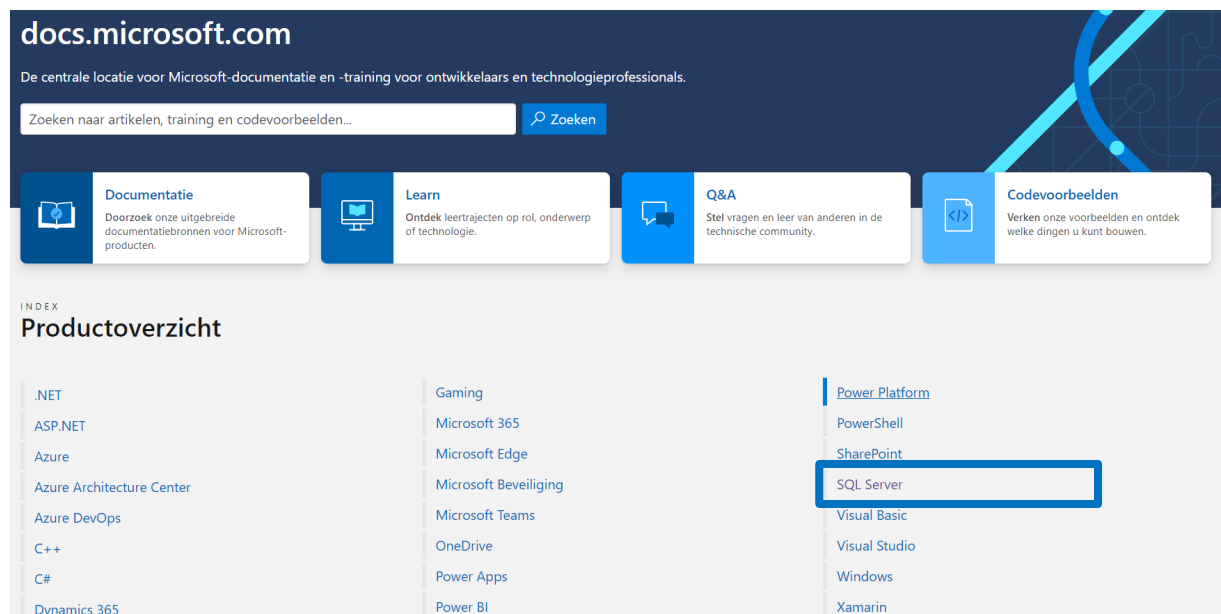 docs.microsoft.com
De centrale locatie voor Microsoft-documentatie en -training voor ontwikkelaars en technologieprofessionals.
Zoeken naar artikelen, training en codevoorbeelden...
Zoeken
Documentatie
Doorzoek onze uitgebreide
documentatiebronnen voor Microsoft-
producten.
Learn
Ontdek leertrajecten op rol, onderwerp
of technologie.
Q&A
Stel vragen en leer van anderen in de
technische community.
Codevoorbeelden
Verken onze voorbeelden en ontdek
welke dingen u kunt bouwen.
INDEX
Productoverzicht
.NET
ASP.NET
Azure
Azure Architecture Center
Azure DevOps
C++
C#
Dynamics 365
Gaming
Microsoft 365
Microsoft Edge
Microsoft Beveiliging
Microsoft Teams
OneDrive
Power Apps
Power BI
Power Platform
PowerShell
SharePoint
SQL Server
Visual Basic
Visual Studio
Windows
Xamarin